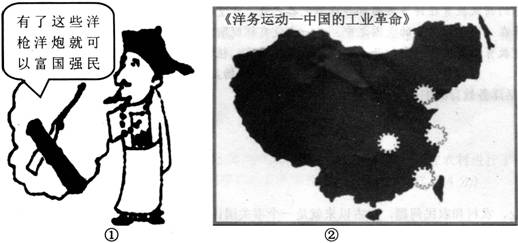 有了这些洋
枪洋炮就可
以富国强民
①
《洋务运动—中国的工业革命》
②